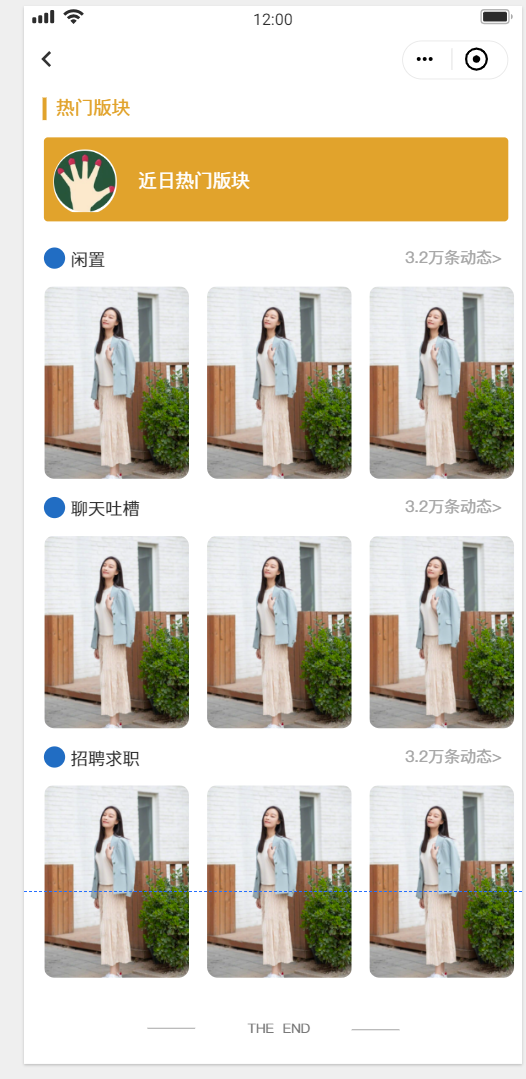 12:00
热门版块
近日热门版块
闲置
3.2万条动态>
聊天吐槽
3.2万条动态>
招聘求职
3.2万条动态>
THE END